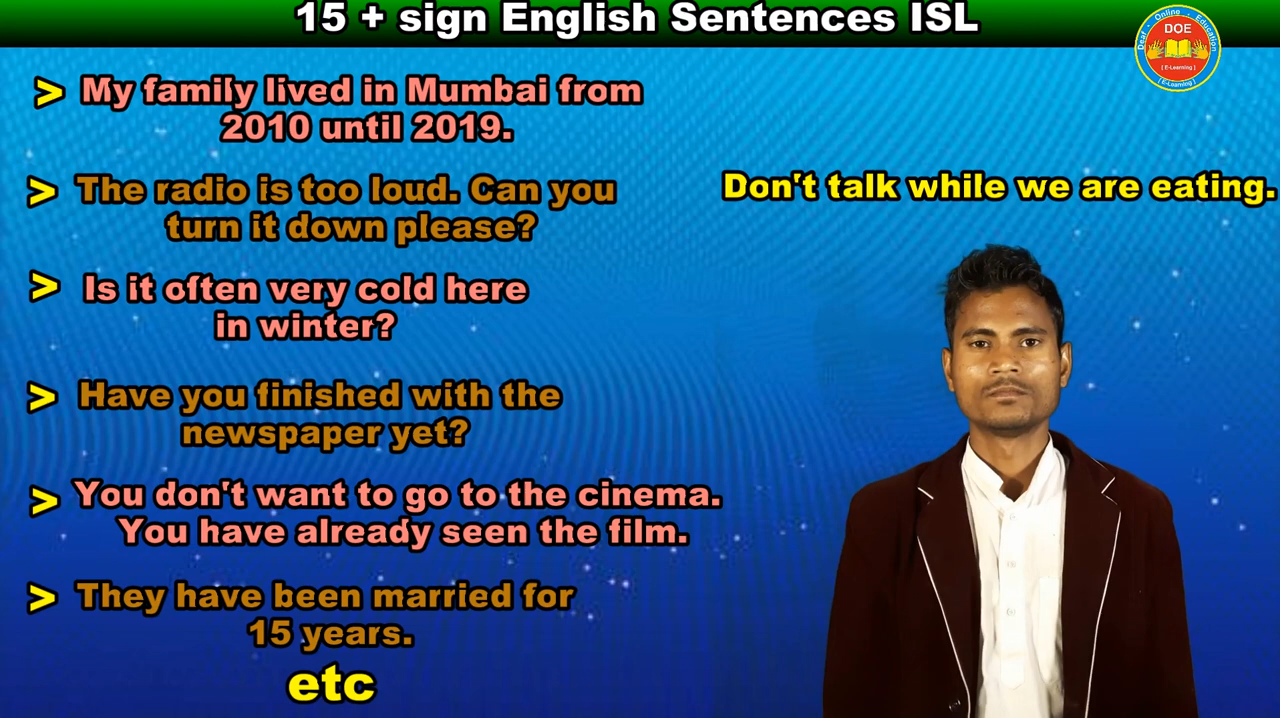 15 + sign English Sentences ISL
Deaf - Online - Education
DOE
[ E-Learning ]
[ E-Learning ]
> My family lived in Mumbai from
2010 until 2019.
> The radio is too loud. Can you
turn it down please?
> Is it often very cold here
in winter?
> Have you finished with the
newspaper yet?
> You don't want to go to the cinema.
You have already seen the film.
> They have been married for
15 years.
etc
Don't talk while we are eating.